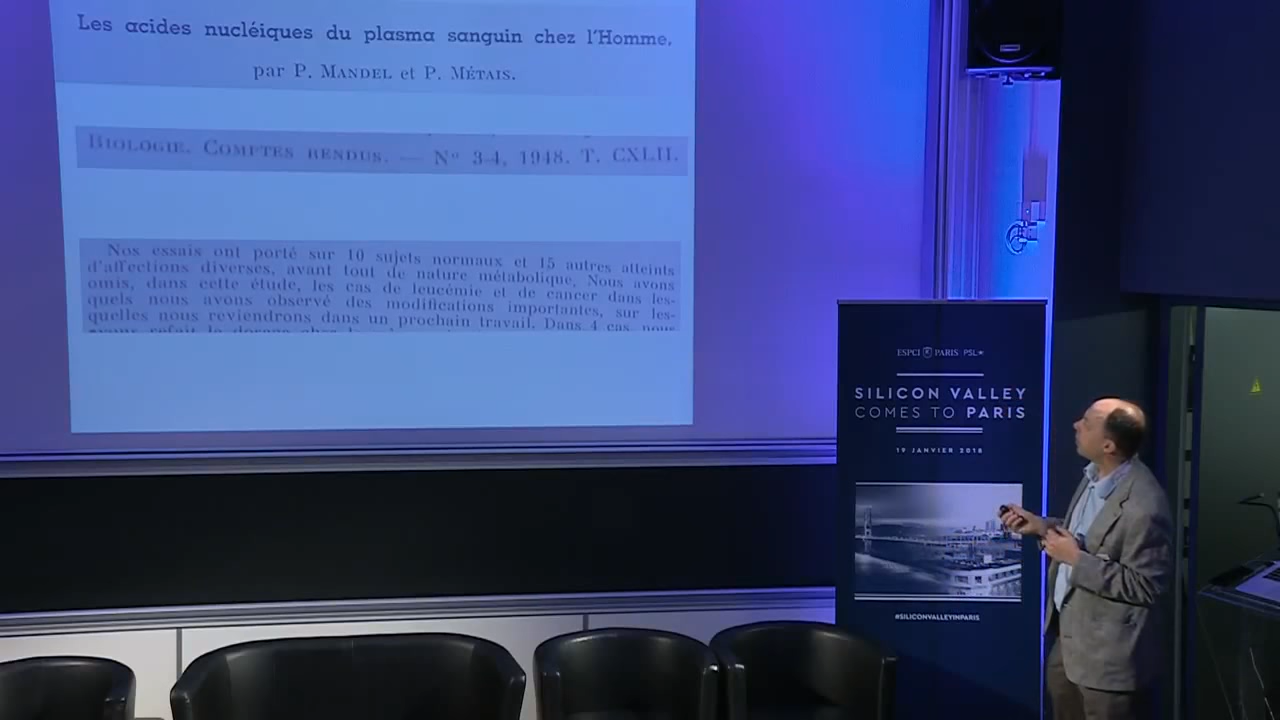 Les acides nucléiques du plasma sanguin chez l'Homme,
par P. MANDEL et P. MÉTAIS.
BIOLOGIE. COMPTES RENDUS. — No 3-4, 1948. T. CXLII.
Nos essais ont porté sur 10 sujets normaux et 15 autres atteints
d'affections diverses, avant tout de nature métabolique. Nous avons
omis, dans cette étude, les cas de leucémie et de cancer dans les-
quels nous avons observé des modifications importantes, sur les-
quelles nous reviendrons dans un prochain travail. Dans 4 cas, nous
ESPCI PARIS PSL
SILICON VALLEY
COMES TO PARIS
19 JANVIER 2018
#SILICONVALLEYINPARIS